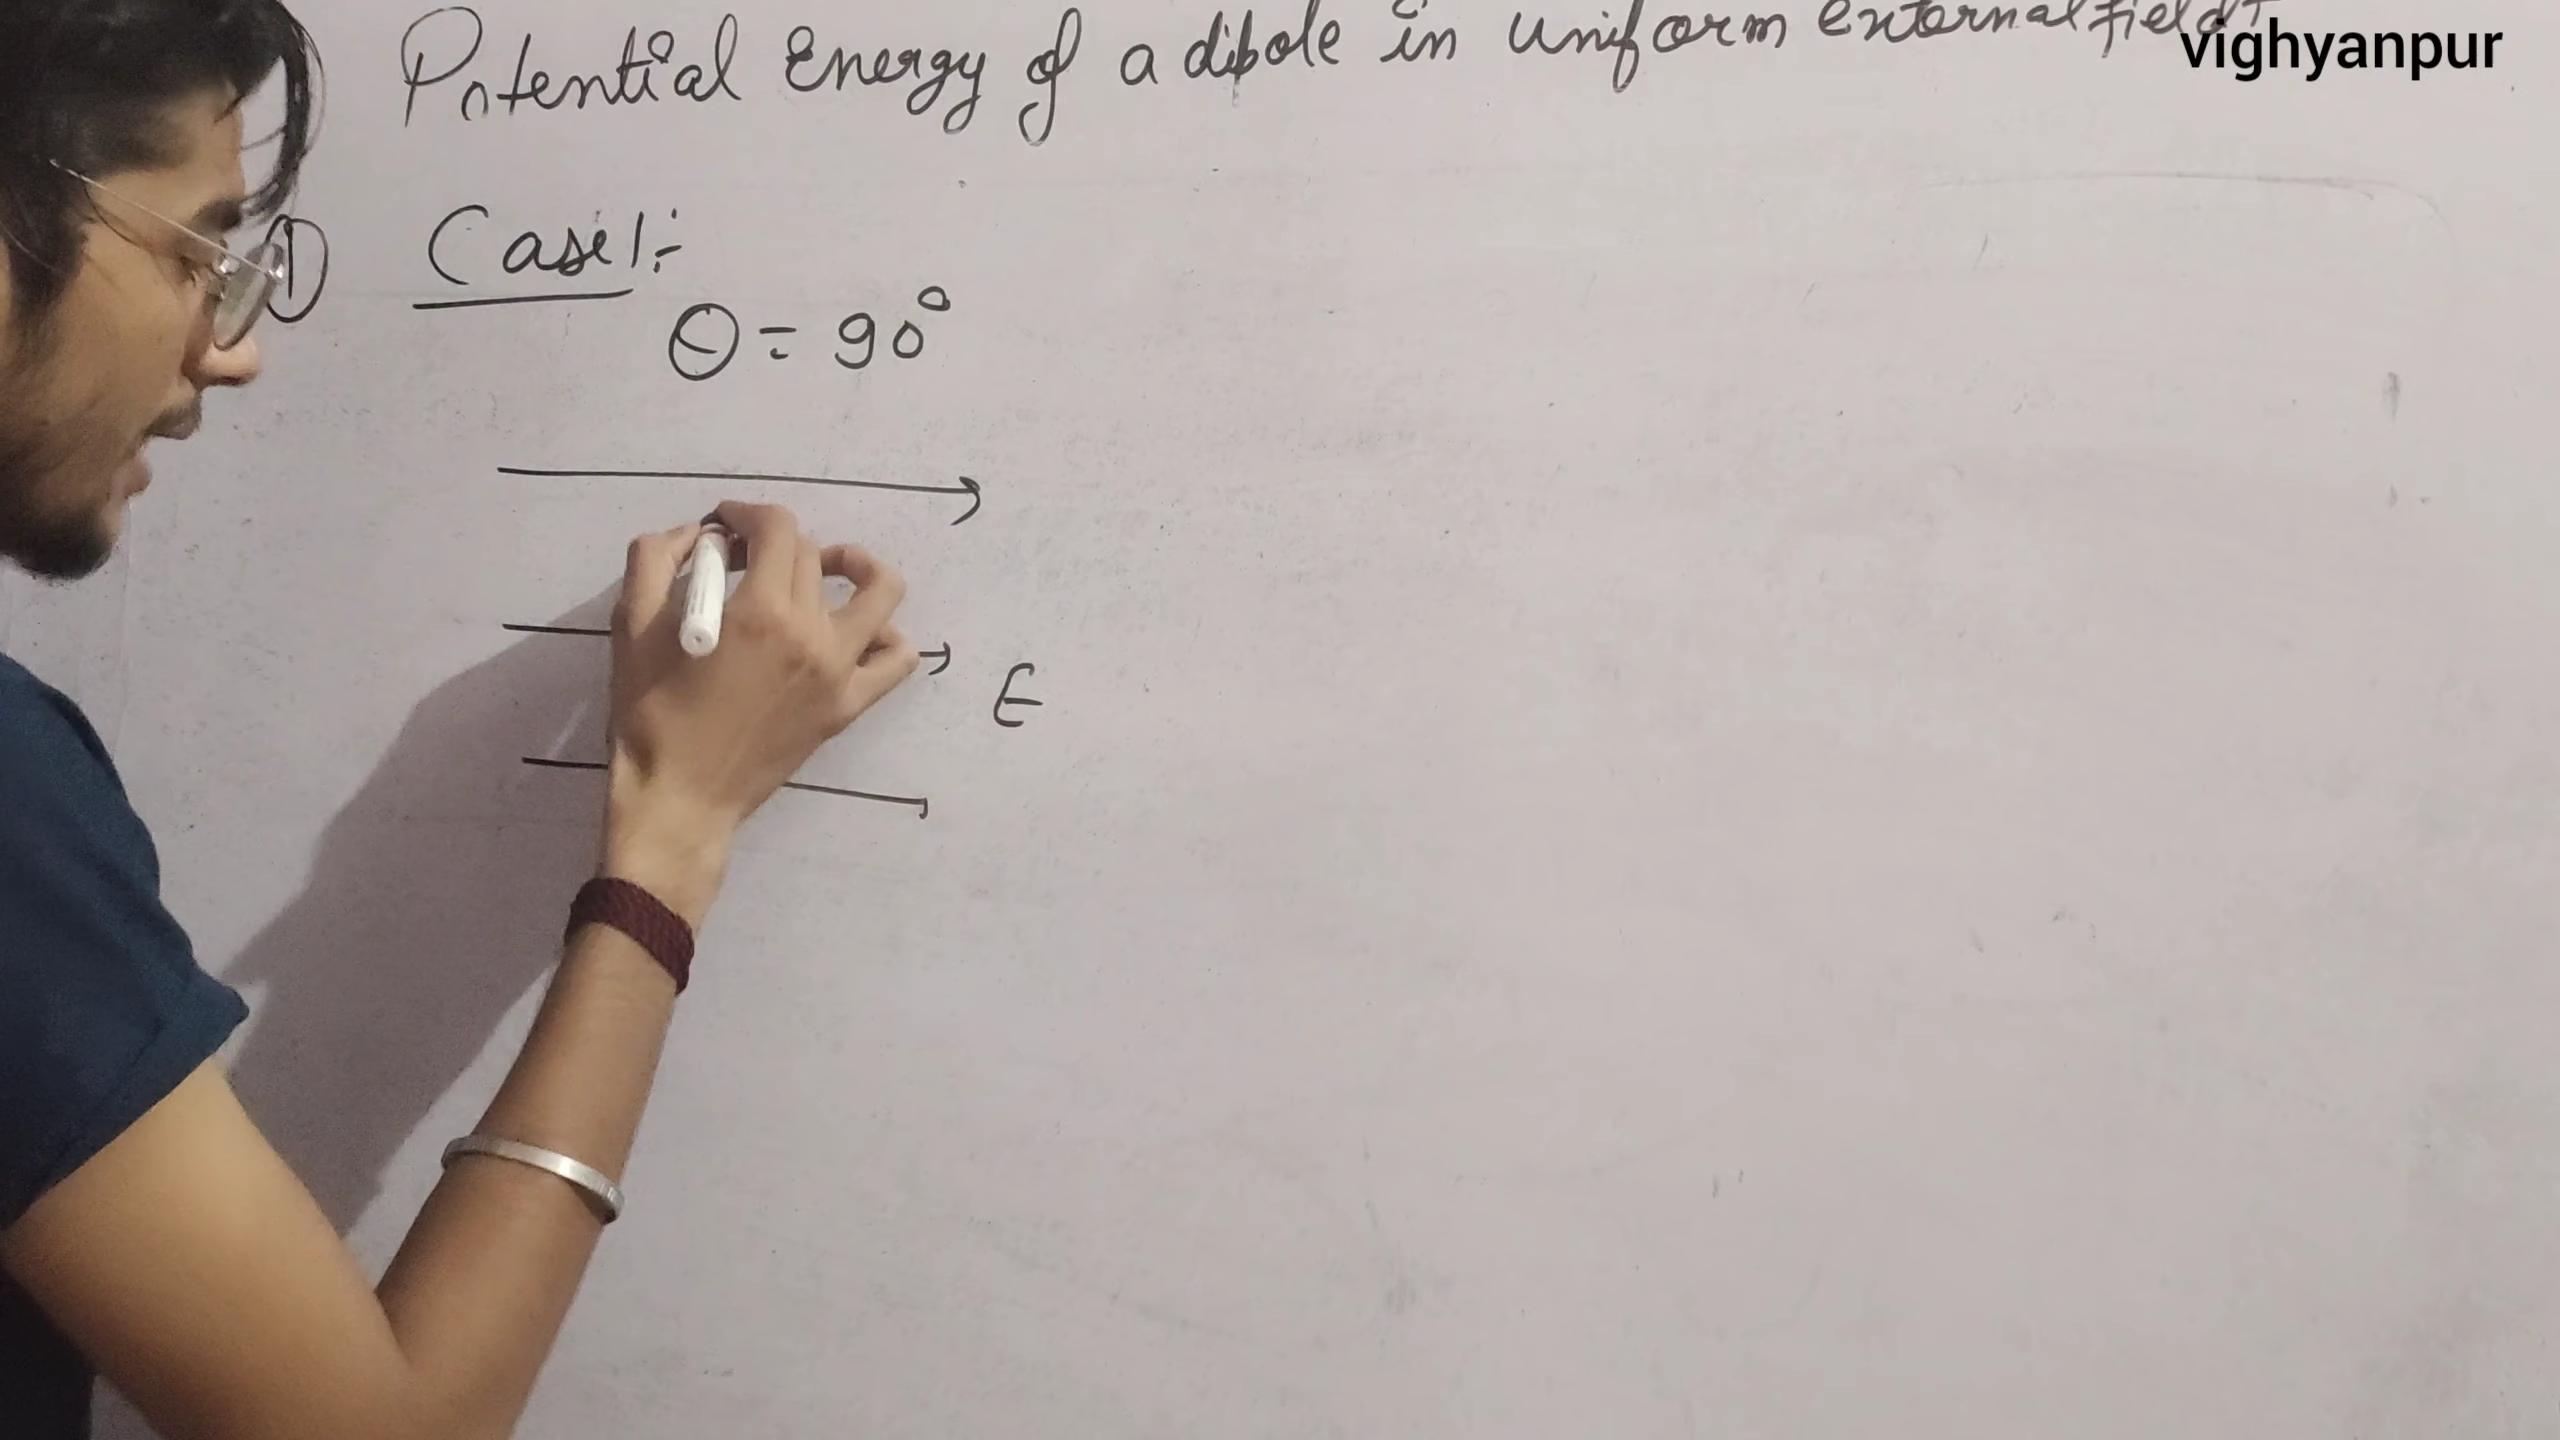 Potential Energy of a dipole in uniform external field :-
vighyanpur
① Case 1 :-
θ = 90°
E